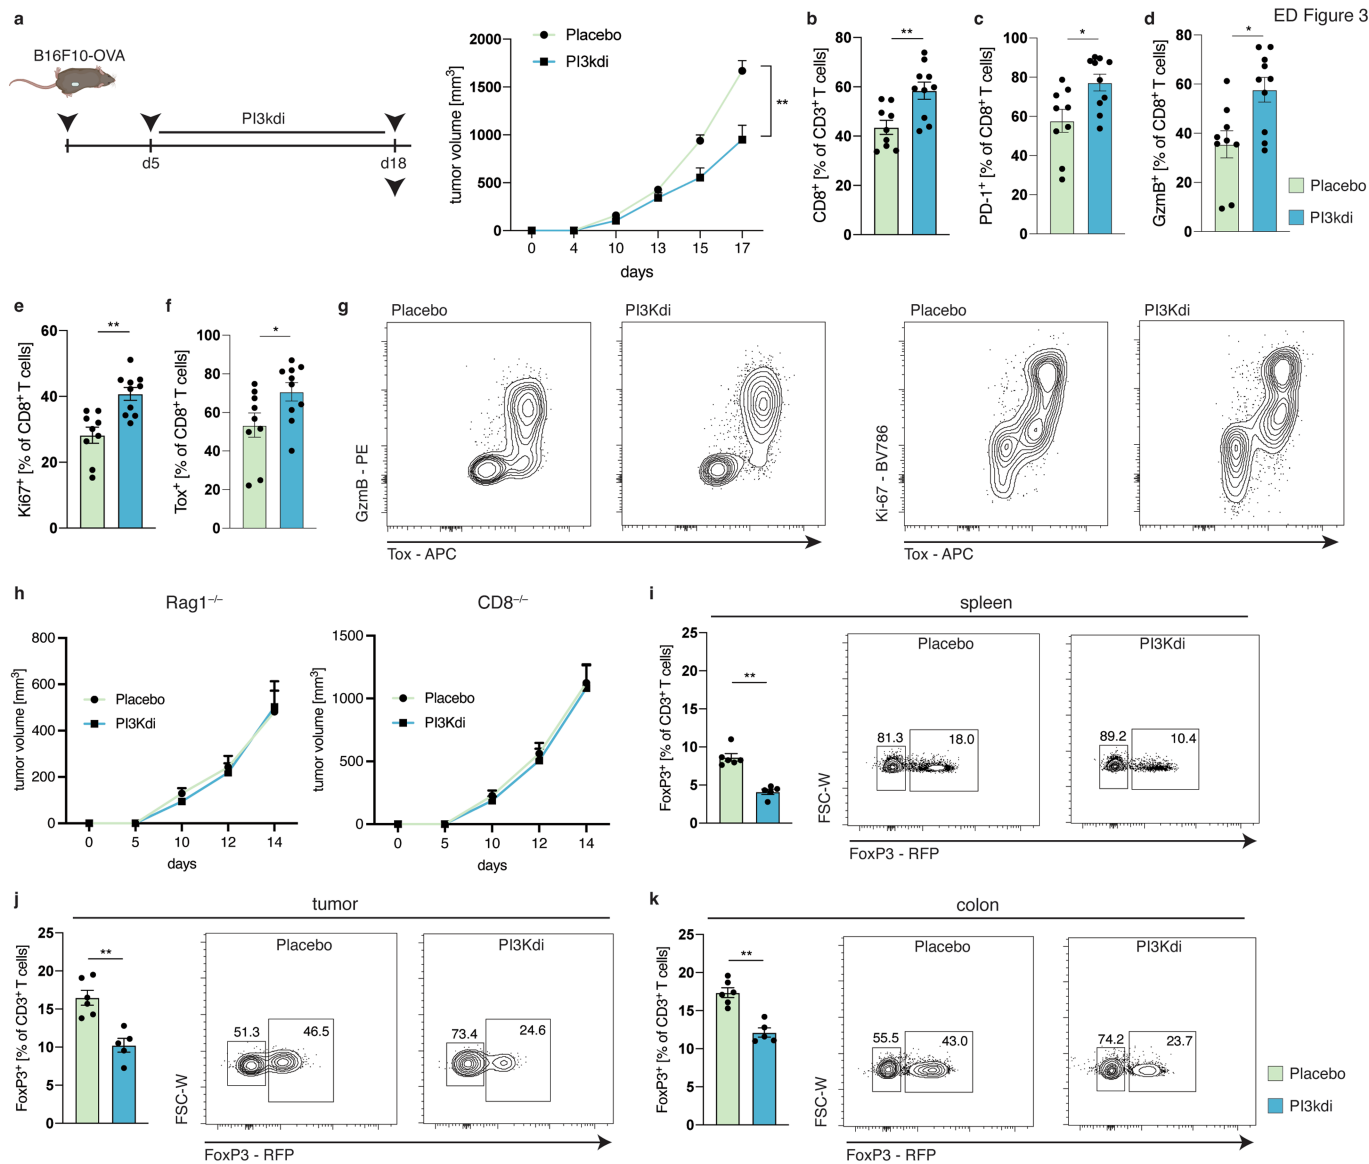 ED Figure 3
a
B16F10-OVA
PI3kdi
d5
d18
tumor volume [mm³]
2000
1500
1000
500
0
0 4 10 13 15 17
days
Placebo
PI3kdi
**
b
CD8⁺ [% of CD3⁺ T cells]
80
60
40
20
0
**
c
PD-1⁺ [% of CD8⁺ T cells]
100
80
60
40
20
0
*
d
GzmB⁺ [% of CD8⁺ T cells]
80
60
40
20
0
*
Placebo
PI3kdi
e
Ki67⁺ [% of CD8⁺ T cells]
60
40
20
0
**
f
Tox⁺ [% of CD8⁺ T cells]
100
80
60
40
20
0
*
g
Placebo
PI3Kdi
GzmB - PE
Tox - APC
Placebo
PI3Kdi
Ki-67 - BV786
Tox - APC
h
Rag1⁻/⁻
tumor volume [mm³]
800
600
400
200
0
0 5 10 12 14
days
Placebo
PI3Kdi
CD8⁻/⁻
tumor volume [mm³]
1500
1000
500
0
0 5 10 12 14
days
Placebo
PI3Kdi
i
spleen
FoxP3⁺ [% of CD3⁺ T cells]
25
20
15
10
5
0
**
Placebo
81.3 18.0
PI3Kdi
89.2 10.4
FSC-W
FoxP3 - RFP
j
tumor
FoxP3⁺ [% of CD3⁺ T cells]
25
20
15
10
5
0
**
Placebo
51.3 46.5
PI3Kdi
73.4 24.6
FSC-W
FoxP3 - RFP
k
colon
FoxP3⁺ [% of CD3⁺ T cells]
25
20
15
10
5
0
**
Placebo
55.5 43.0
PI3Kdi
74.2 23.7
FSC-W
FoxP3 - RFP
Placebo
PI3kdi